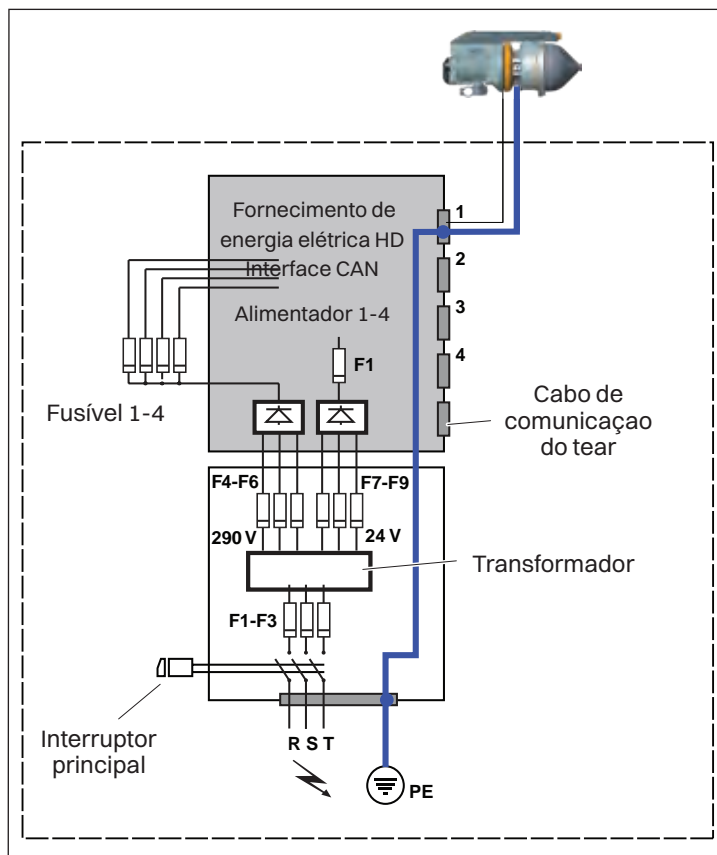 Fornecimento de
energia elétrica HD
Interface CAN
Alimentador 1-4
1
2
3
4
F1
Fusível 1-4
Cabo de
comunicaçao
do tear
F4-F6
F7-F9
290 V
24 V
Transformador
F1-F3
Interruptor
principal
R S T
PE